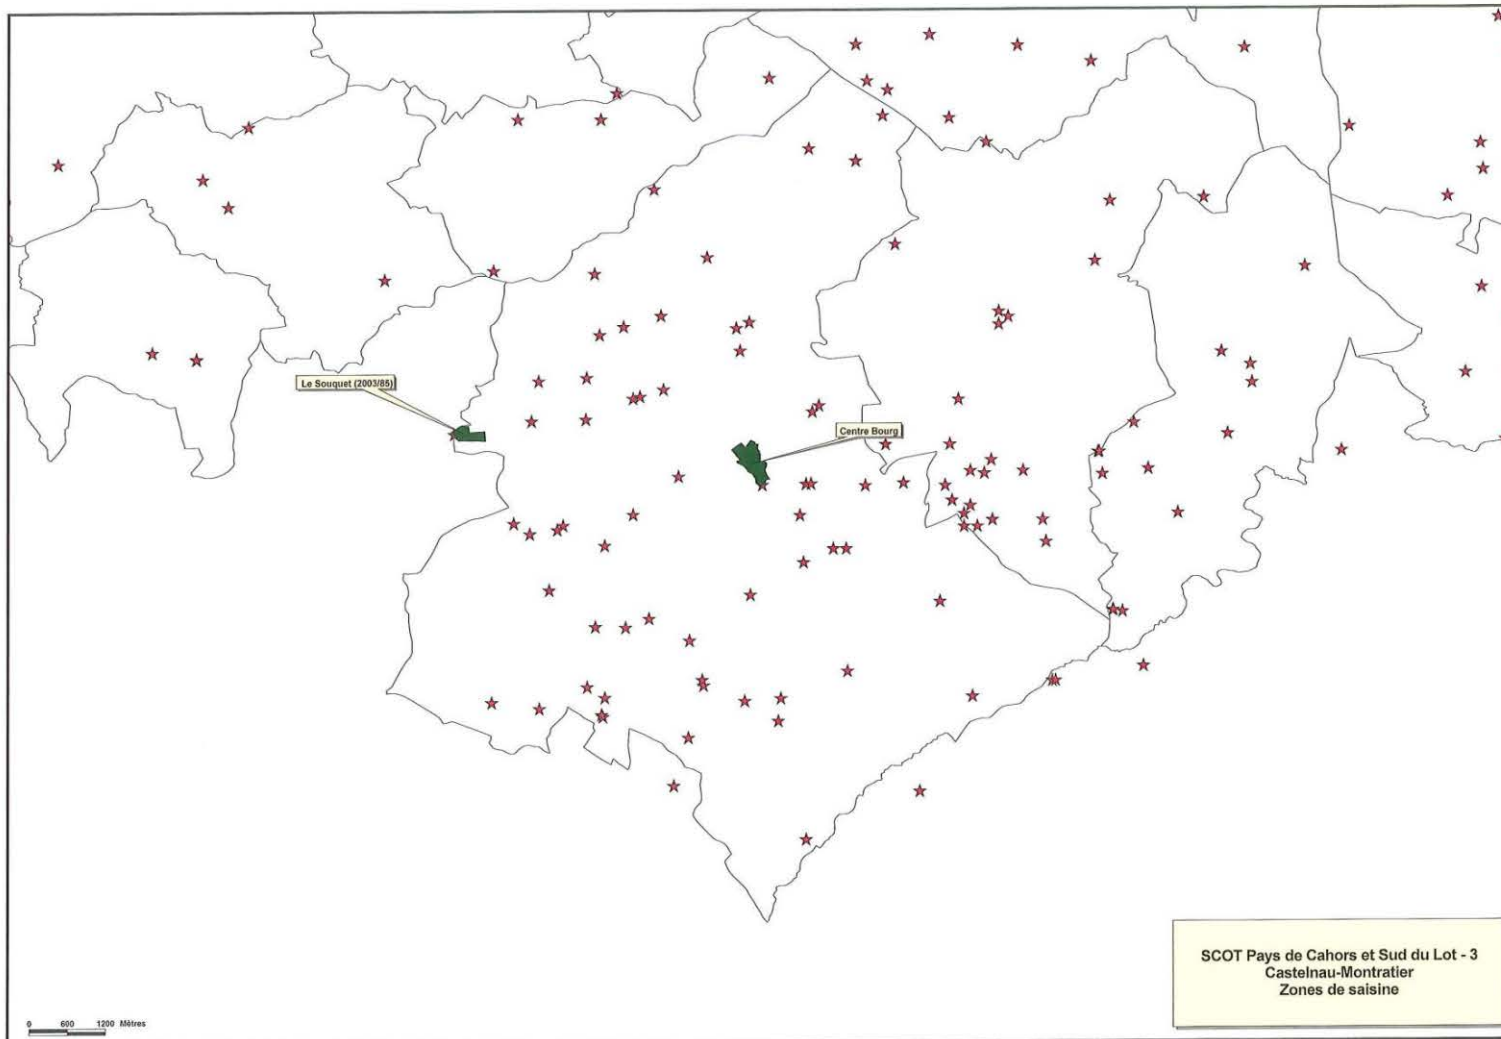 Le Souquet (2003/85)
Centre Bourg
SCOT Pays de Cahors et Sud du Lot - 3
Castelnau-Montratier
Zones de saisine
0 600 1200 Mètres